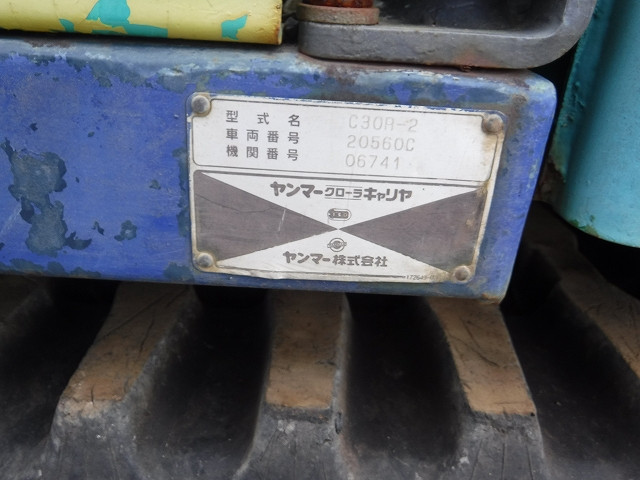 型式名 C30R-2
車両番号 20560C
機関番号 06741
ヤンマークローラキャリヤ
ヤンマー株式会社